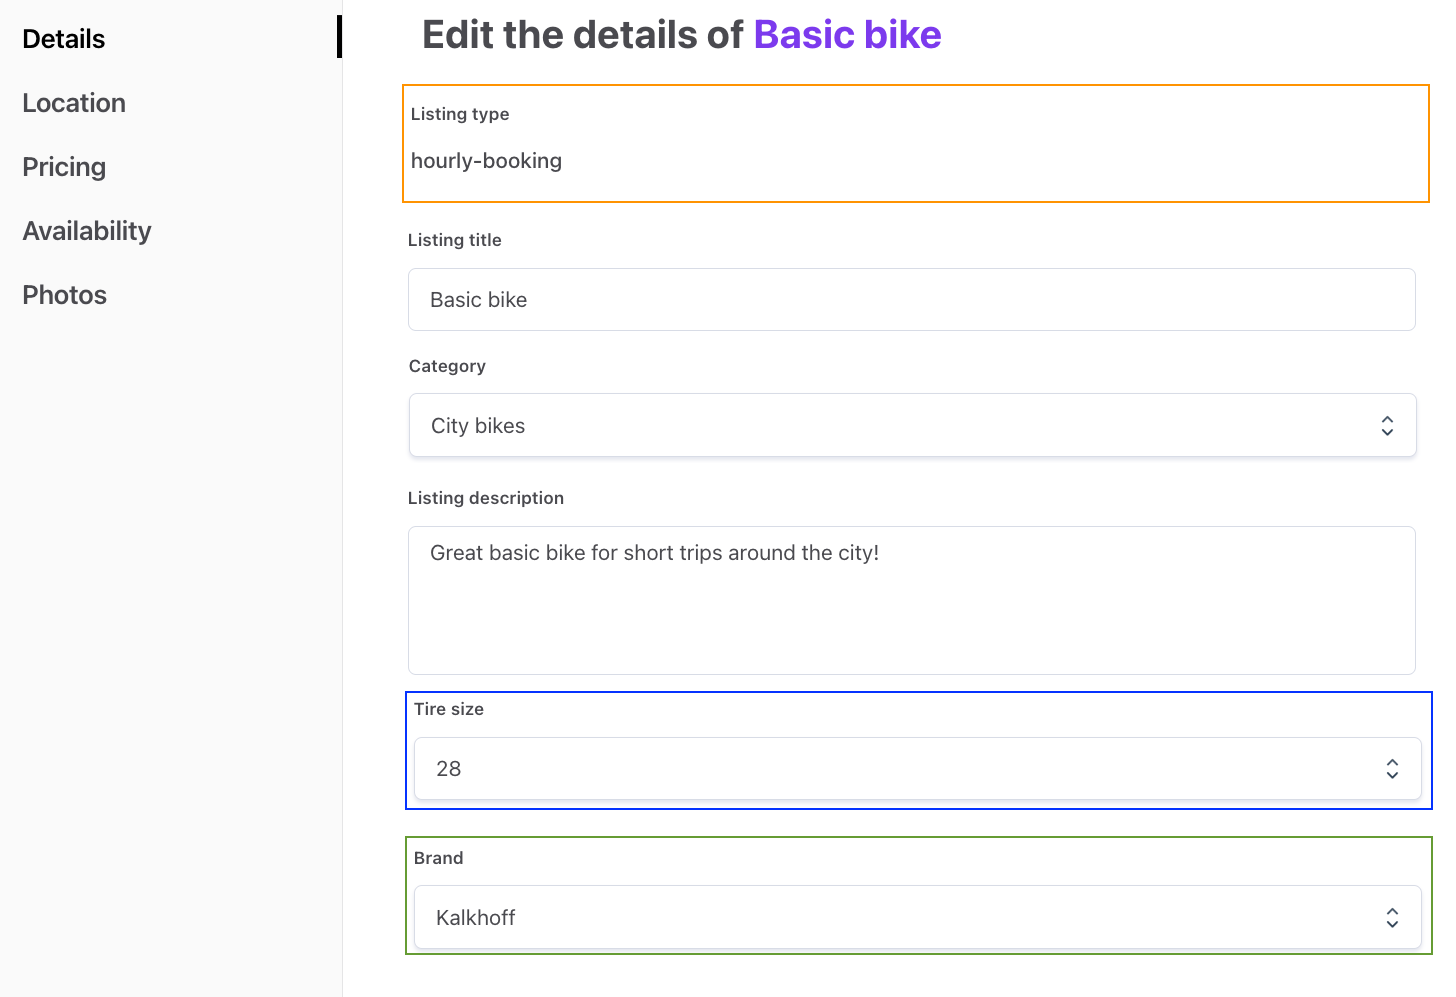 Details
Location
Pricing
Availability
Photos
Edit the details of Basic bike
Listing type
hourly-booking
Listing title
Basic bike
Category
City bikes
Listing description
Great basic bike for short trips around the city!
Tire size
28
Brand
Kalkhoff